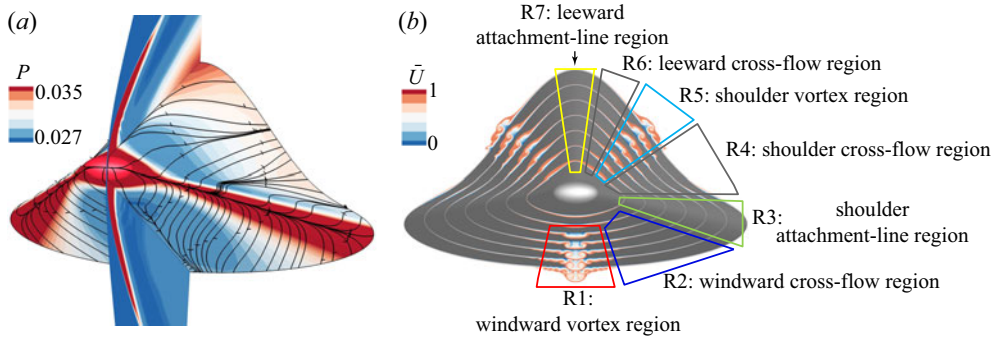 (a)
P
0.035
0.027
(b)
Ū
1
0
R7: leeward
attachment-line region
R6: leeward cross-flow region
R5: shoulder vortex region
R4: shoulder cross-flow region
R3: shoulder
attachment-line region
R2: windward cross-flow region
R1:
windward vortex region